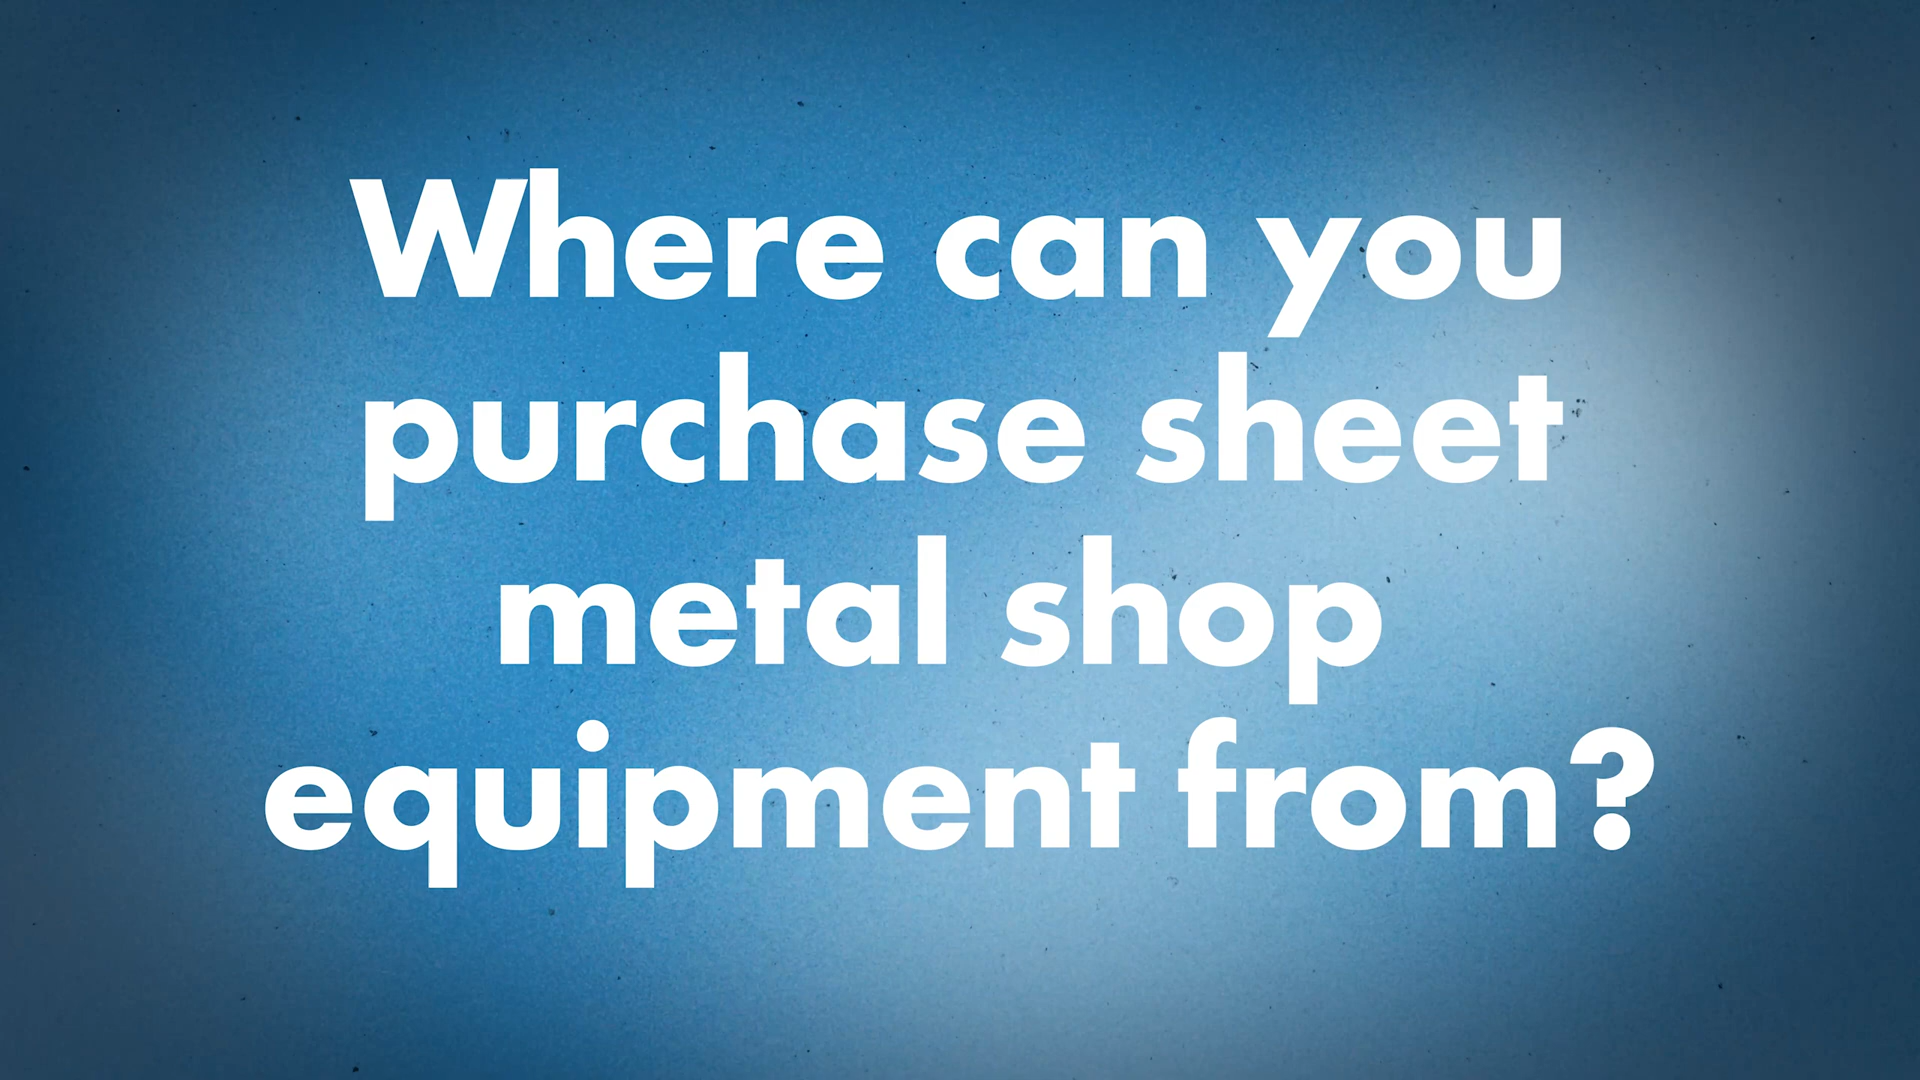 Where can you
purchase sheet
metal shop
equipment from?